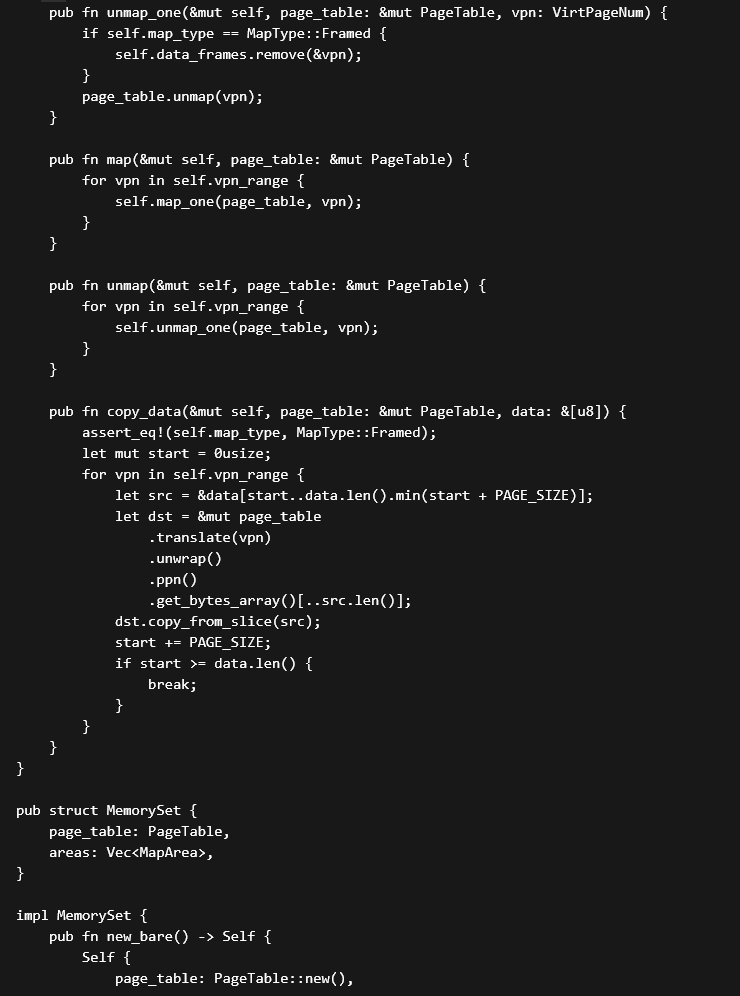 pub fn unmap_one(&mut self, page_table: &mut PageTable, vpn: VirtPageNum) {
        if self.map_type == MapType::Framed {
            self.data_frames.remove(&vpn);
        }
        page_table.unmap(vpn);
    }

    pub fn map(&mut self, page_table: &mut PageTable) {
        for vpn in self.vpn_range {
            self.map_one(page_table, vpn);
        }
    }

    pub fn unmap(&mut self, page_table: &mut PageTable) {
        for vpn in self.vpn_range {
            self.unmap_one(page_table, vpn);
        }
    }

    pub fn copy_data(&mut self, page_table: &mut PageTable, data: &[u8]) {
        assert_eq!(self.map_type, MapType::Framed);
        let mut start = 0usize;
        for vpn in self.vpn_range {
            let src = &data[start..data.len().min(start + PAGE_SIZE)];
            let dst = &mut page_table
                .translate(vpn)
                .unwrap()
                .ppn()
                .get_bytes_array()[..src.len()];
            dst.copy_from_slice(src);
            start += PAGE_SIZE;
            if start >= data.len() {
                break;
            }
        }
    }
}

pub struct MemorySet {
    page_table: PageTable,
    areas: Vec<MapArea>,
}

impl MemorySet {
    pub fn new_bare() -> Self {
        Self {
            page_table: PageTable::new(),